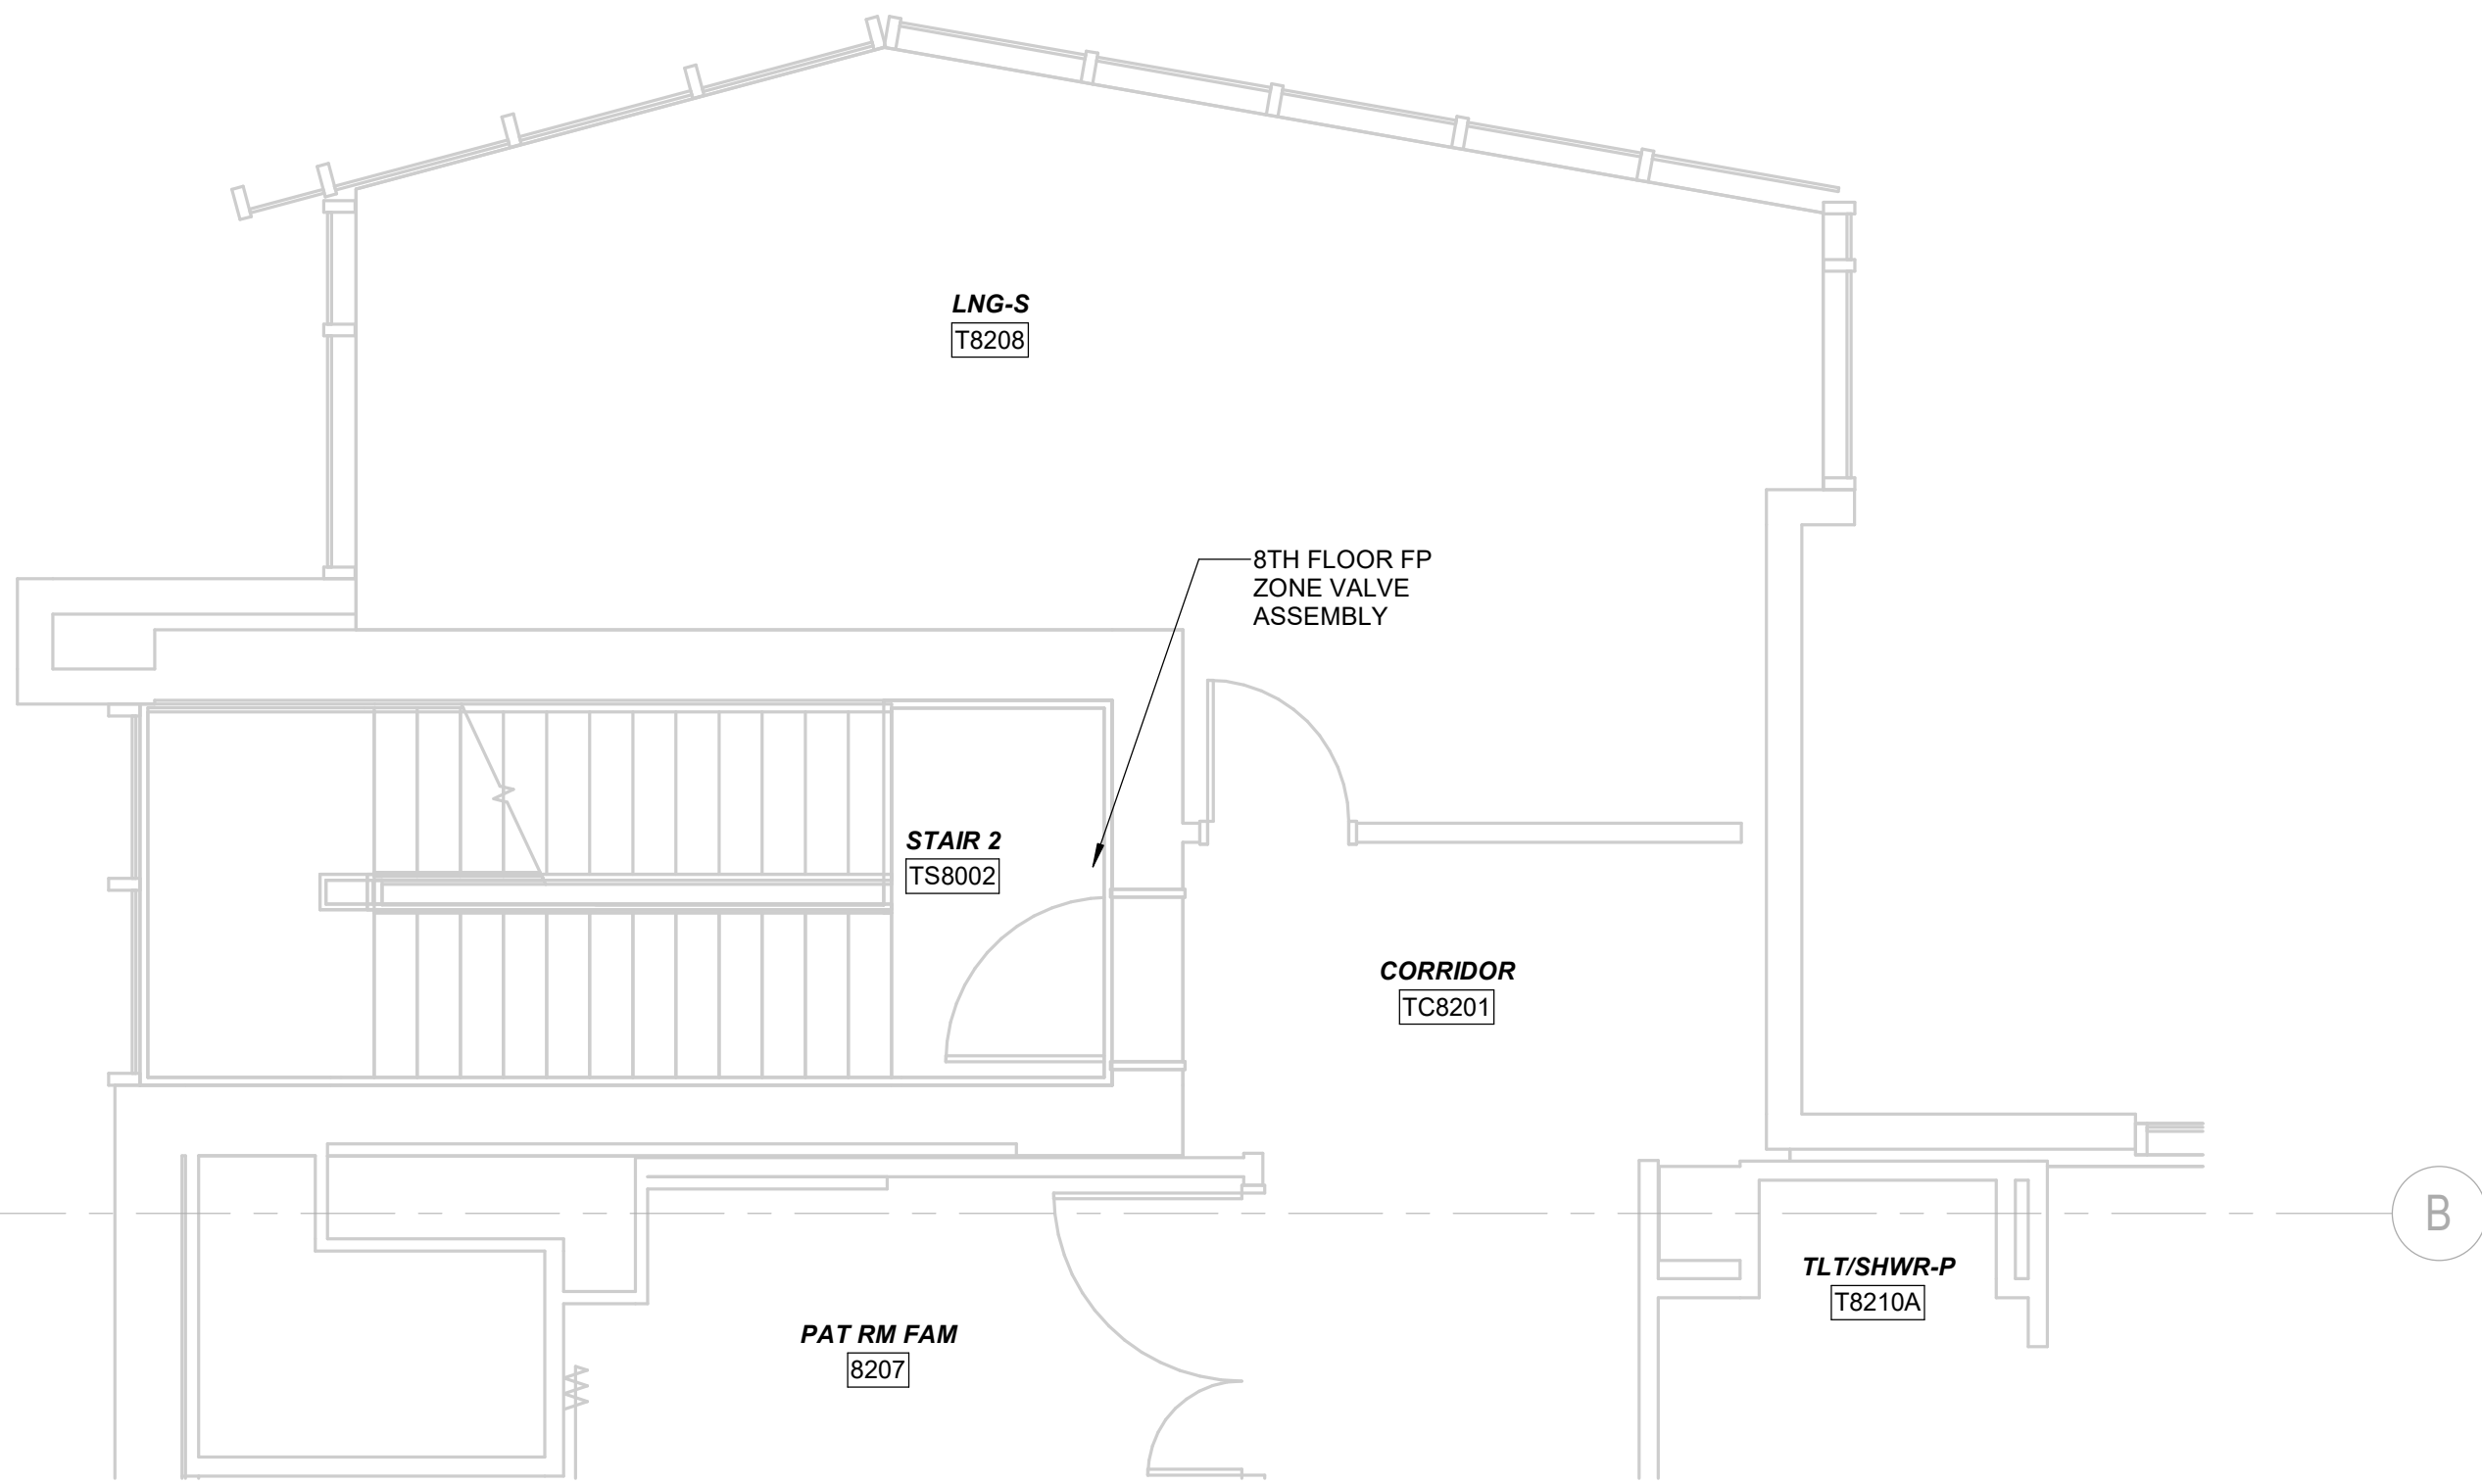 LNG-S
T8208
8TH FLOOR FP
ZONE VALVE
ASSEMBLY
STAIR 2
TS8002
CORRIDOR
TC8201
B
TLT/SHWR-P
T8210A
PAT RM FAM
8207